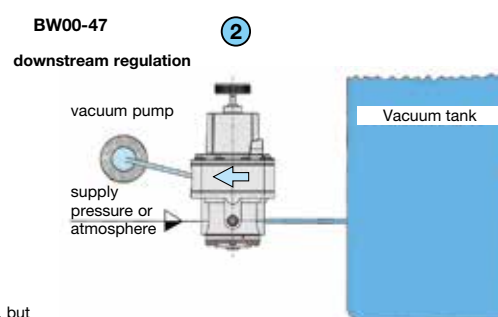 BW00-47
2
downstream regulation
vacuum pump
Vacuum tank
supply
pressure or
atmosphere
but